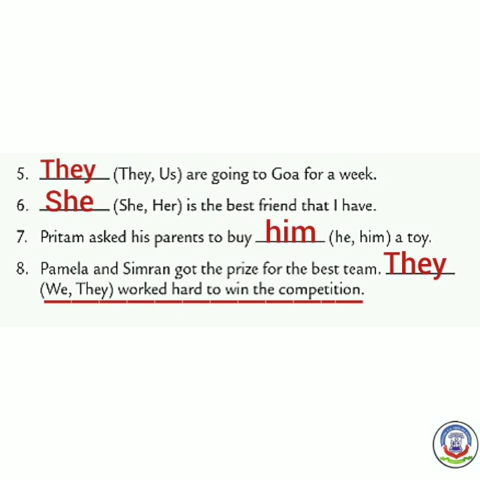 5. They (They, Us) are going to Goa for a week.
6. She (She, Her) is the best friend that I have.
7. Pritam asked his parents to buy him (he, him) a toy.
8. Pamela and Simran got the prize for the best team. They
(We, They) worked hard to win the competition.